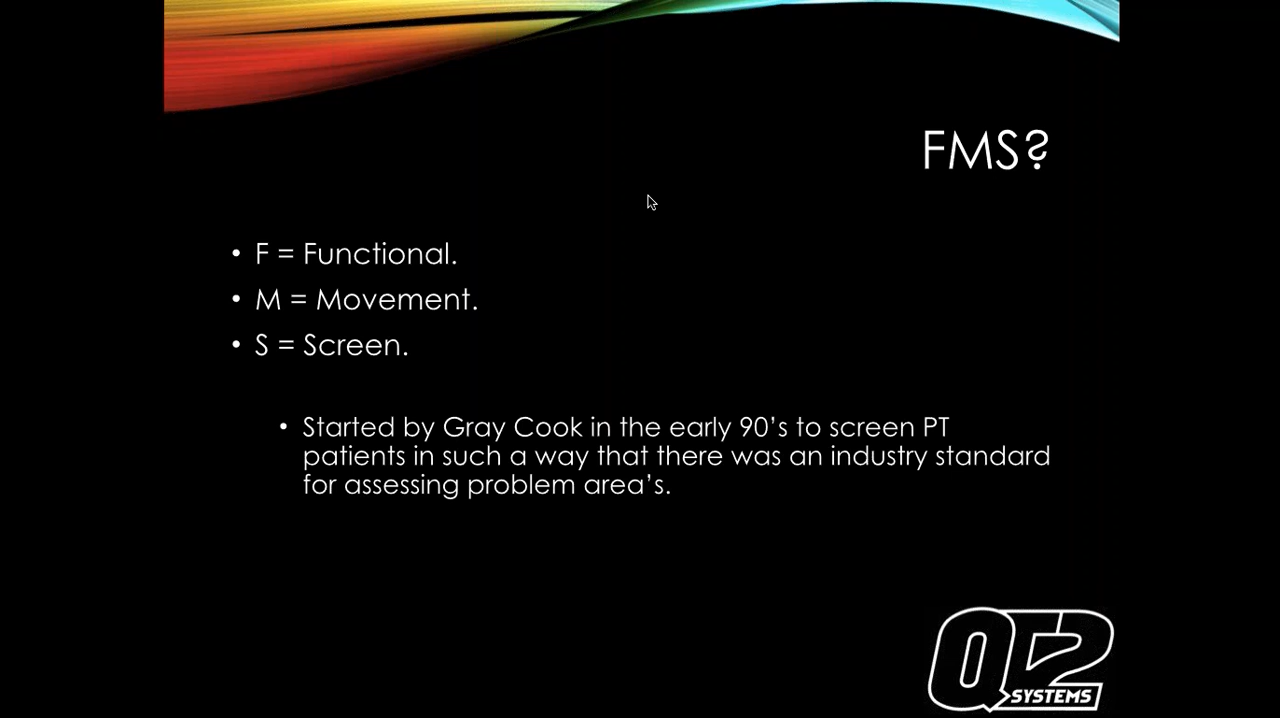 FMS?
• F = Functional.
• M = Movement.
• S = Screen.
• Started by Gray Cook in the early 90’s to screen PT
patients in such a way that there was an industry standard
for assessing problem area’s.
QT2
SYSTEMS